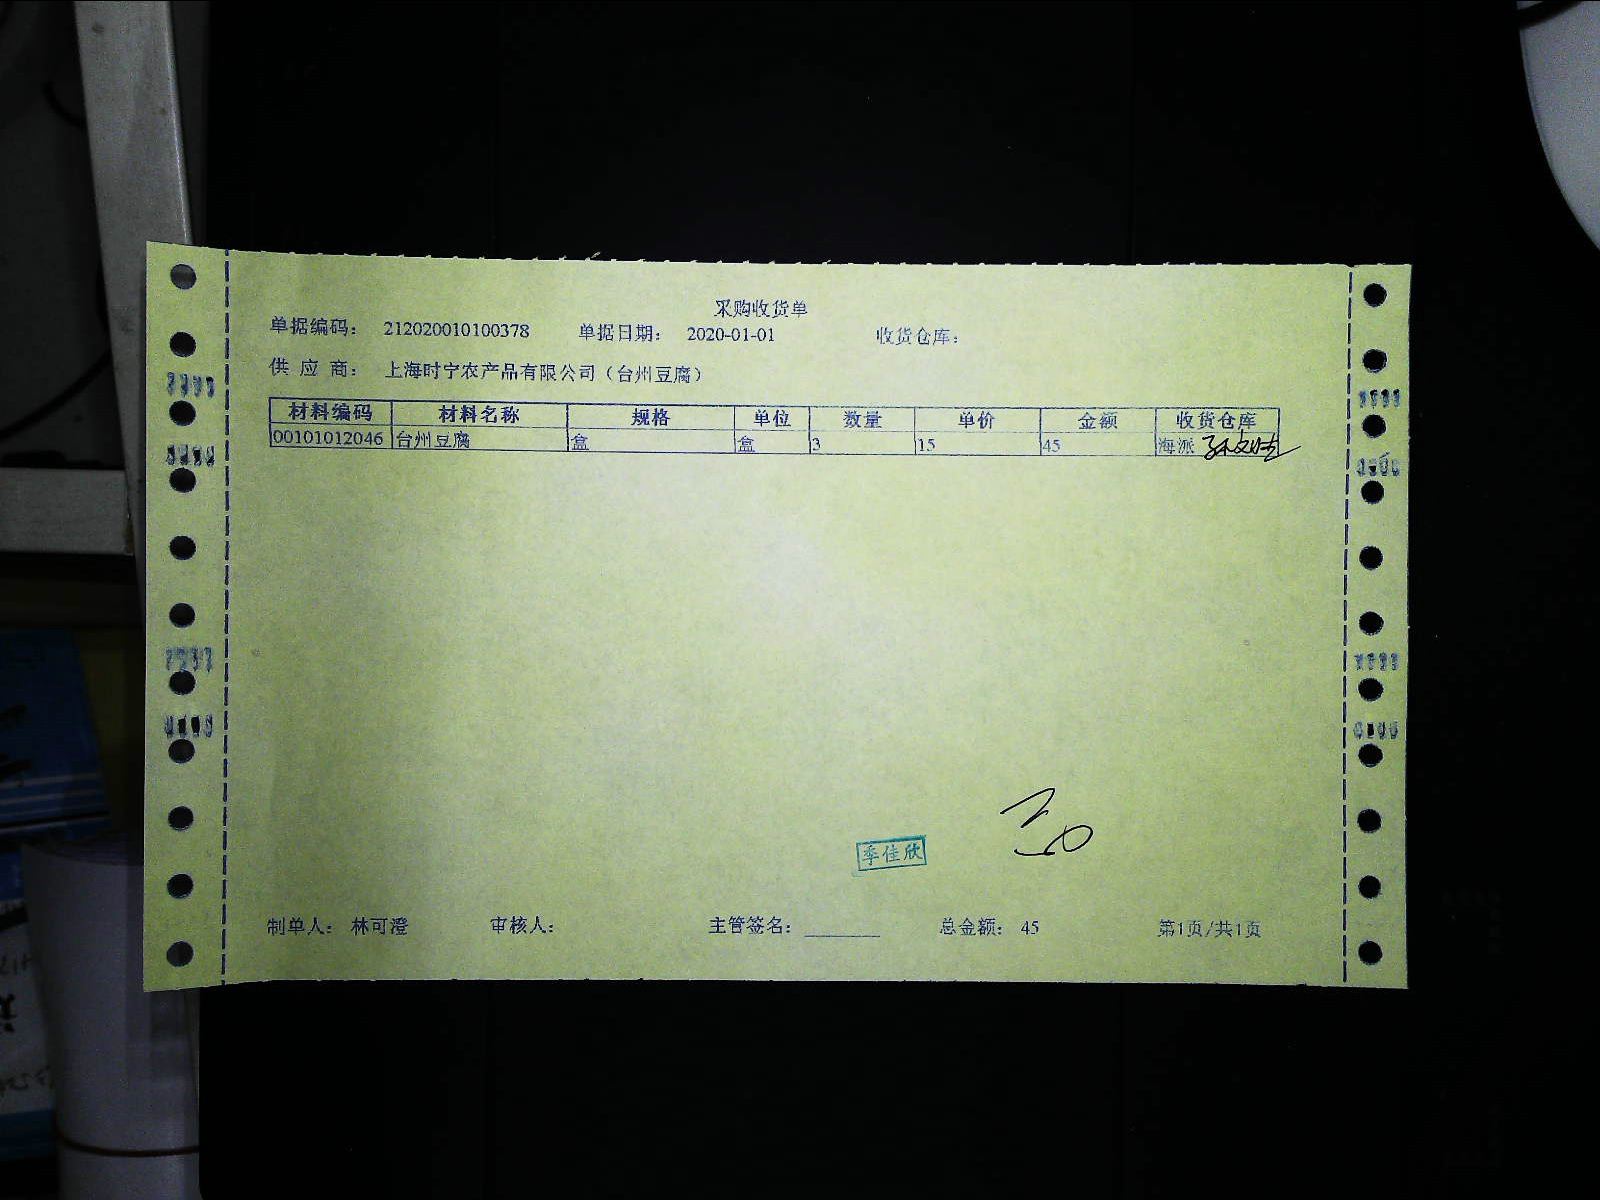 采购收货单
单据编码： 212020010100378 单据日期： 2020-01-01 收货仓库：
供 应 商： 上海时宁农产品有限公司（台州豆腐）
材料编码 材料名称 规格 单位 数量 单价 金额 收货仓库
00101012046 台州豆腐 盒 盒 3 15 45 海派
季佳欣
制单人： 林可澄 审核人： 主管签名： 总金额： 45 第1页/共1页